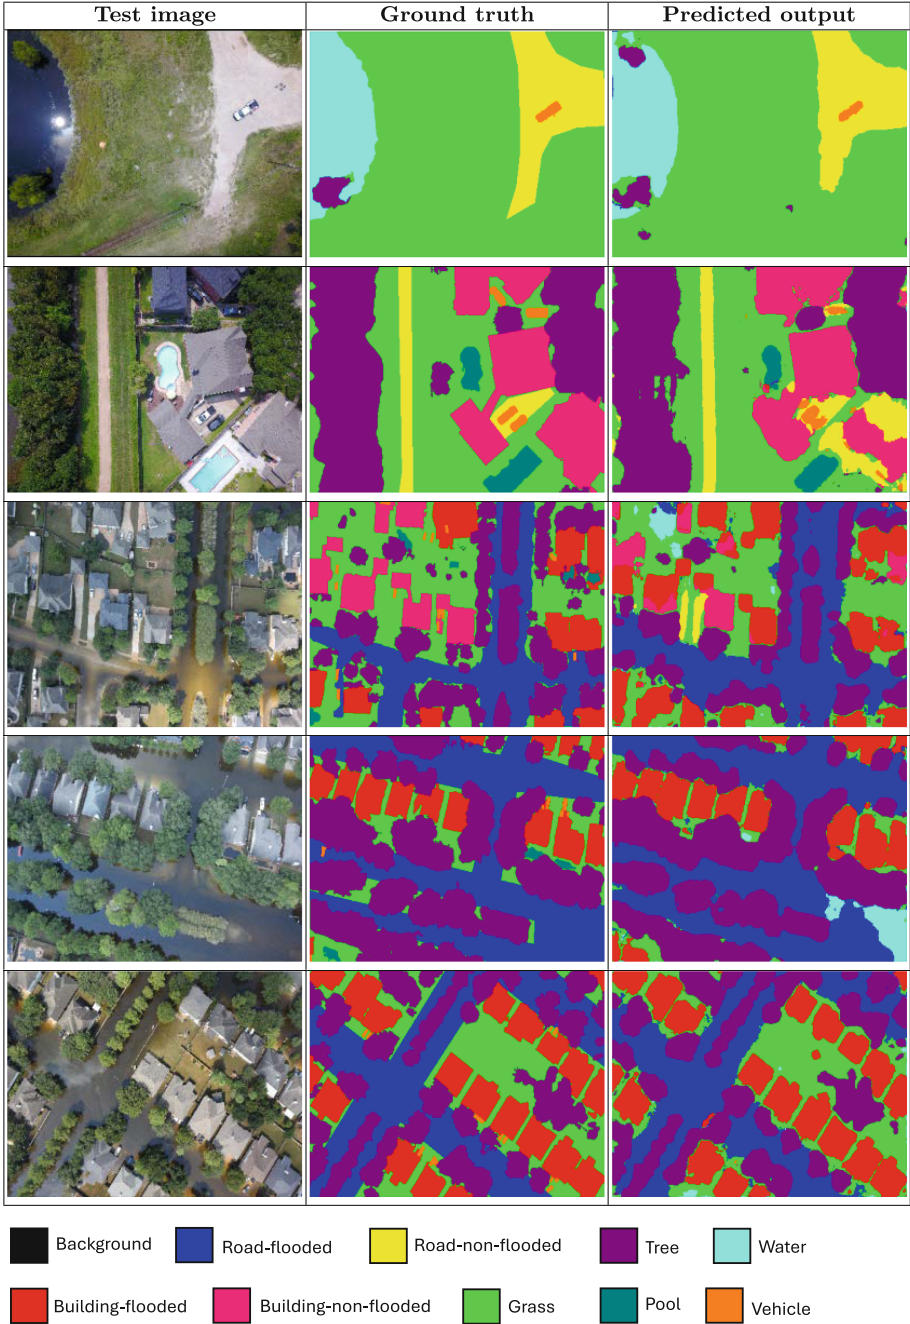 Test image Ground truth Predicted output
Background Road-flooded Road-non-flooded Tree Water
Building-flooded Building-non-flooded Grass Pool Vehicle